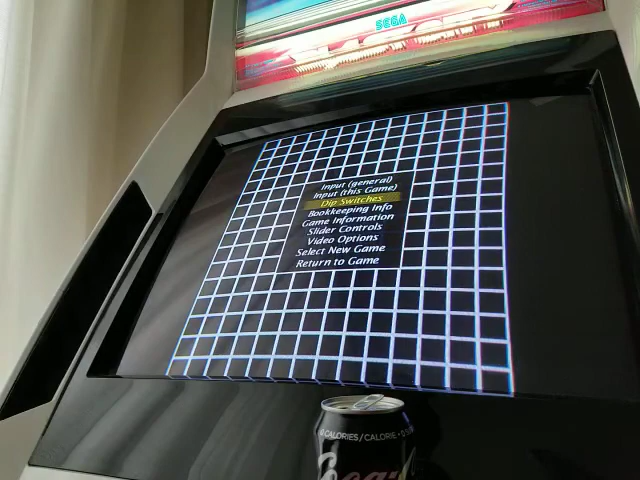 SEGA
Input (general)
Input (this Game)
Dip Switches
Bookkeeping Info
Game Information
Slider Controls
Video Options
Select New Game
Return to Game
CALORIES/CALORIE